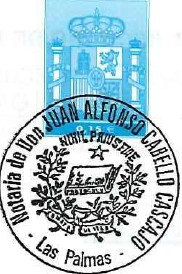 Notaría de Don JUAN ALFONSO CABELLO CASCAJO
- Las Palmas -
NIHIL PRIUS FIDE